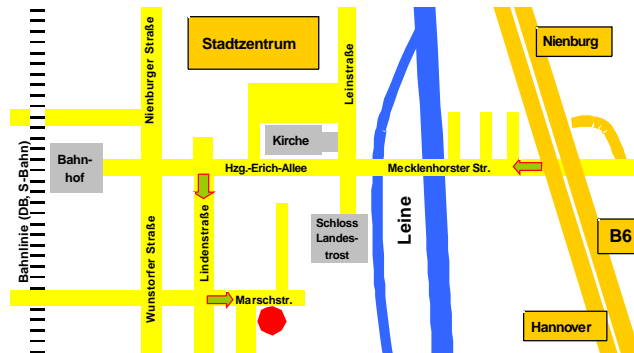 Stadtzentrum
Nienburg
Nienburger Straße
Leinstraße
Kirche
Bahn-
hof
Hzg.-Erich-Allee
Mecklenhorster Str.
Bahnlinie (DB, S-Bahn)
Wunstorfer Straße
Lindenstraße
Schloss
Landes-
trost
Leine
B6
Marschstr.
Hannover